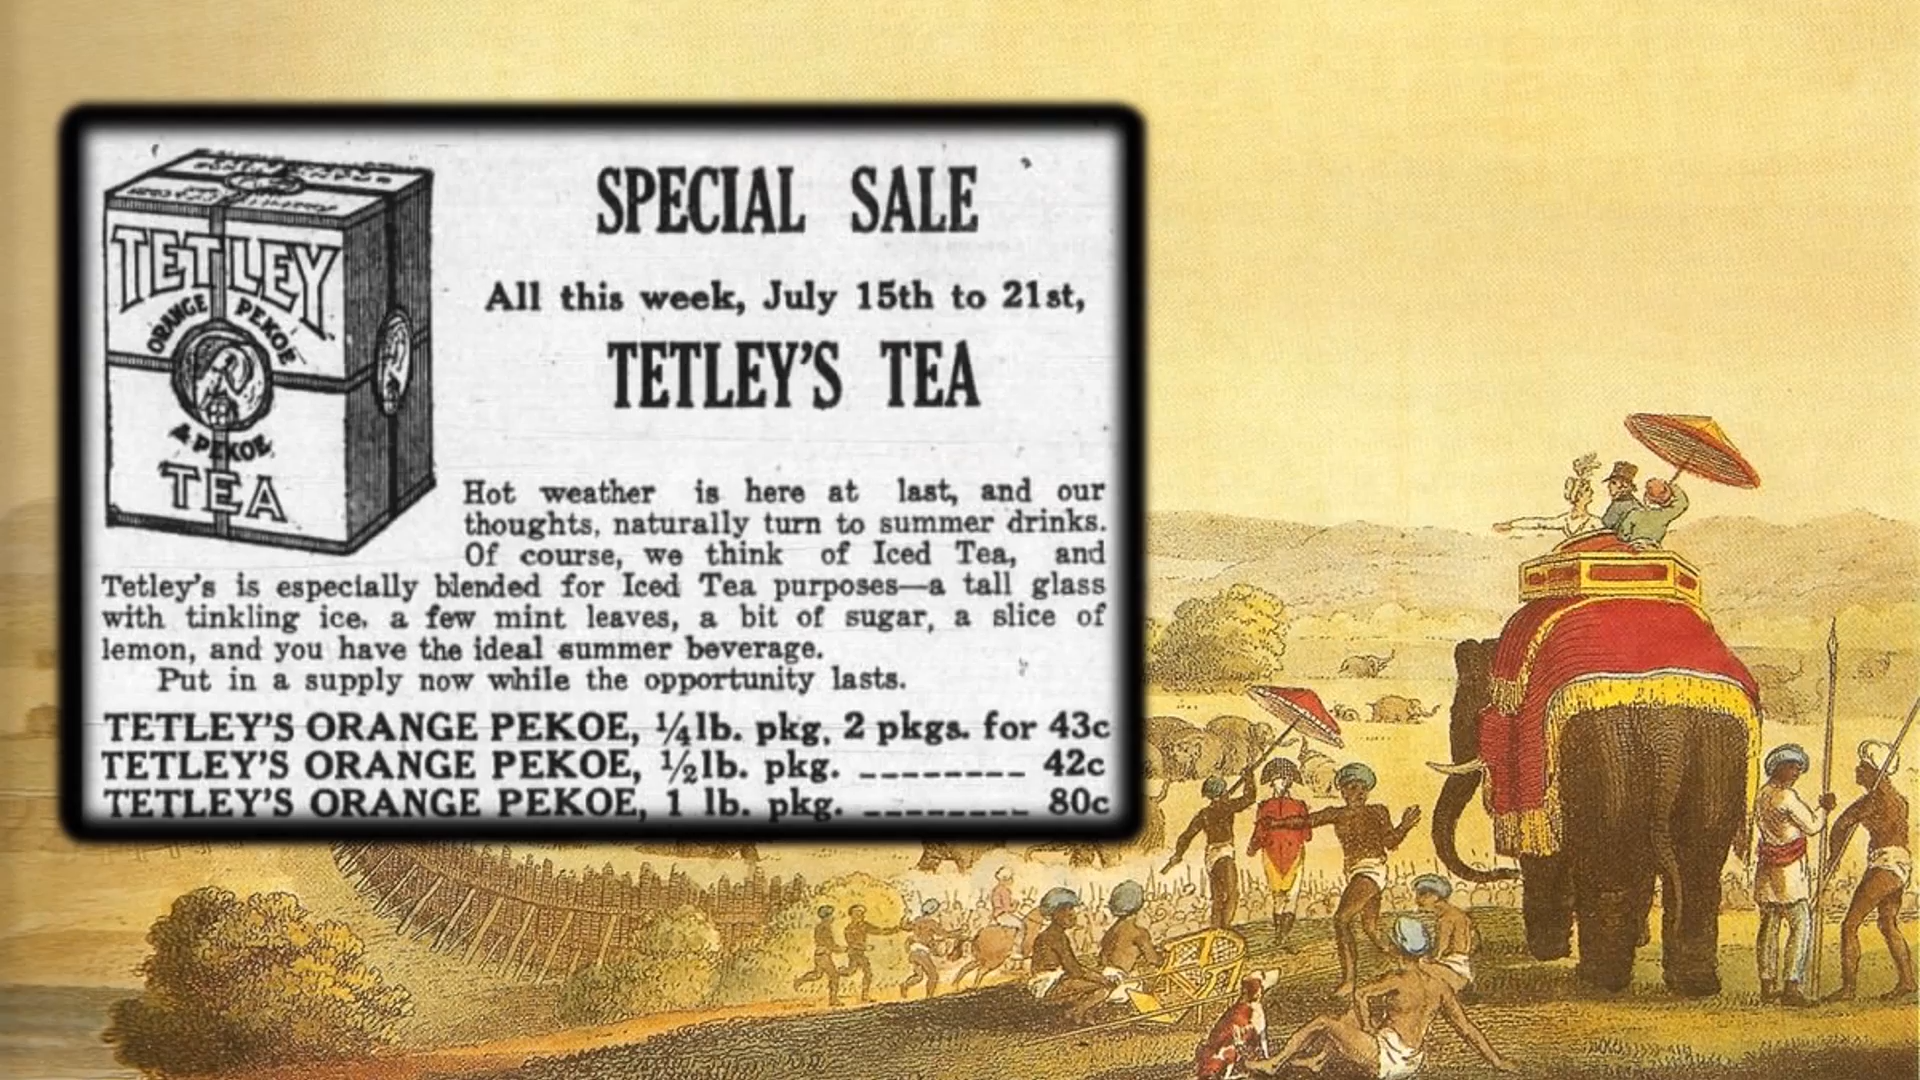 TETLEY
ORANGE PEKOE
& PEKOE
TEA
SPECIAL SALE
All this week, July 15th to 21st,
TETLEY'S TEA
Hot weather is here at last, and our
thoughts, naturally turn to summer drinks.
Of course, we think of Iced Tea, and
Tetley's is especially blended for Iced Tea purposes—a tall glass
with tinkling ice, a few mint leaves, a bit of sugar, a slice of
lemon, and you have the ideal summer beverage.
Put in a supply now while the opportunity lasts.
TETLEY'S ORANGE PEKOE, ¼lb. pkg, 2 pkgs. for 43c
TETLEY'S ORANGE PEKOE, ½lb. pkg. -------- 42c
TETLEY'S ORANGE PEKOE, 1 lb. pkg. -------- 80c